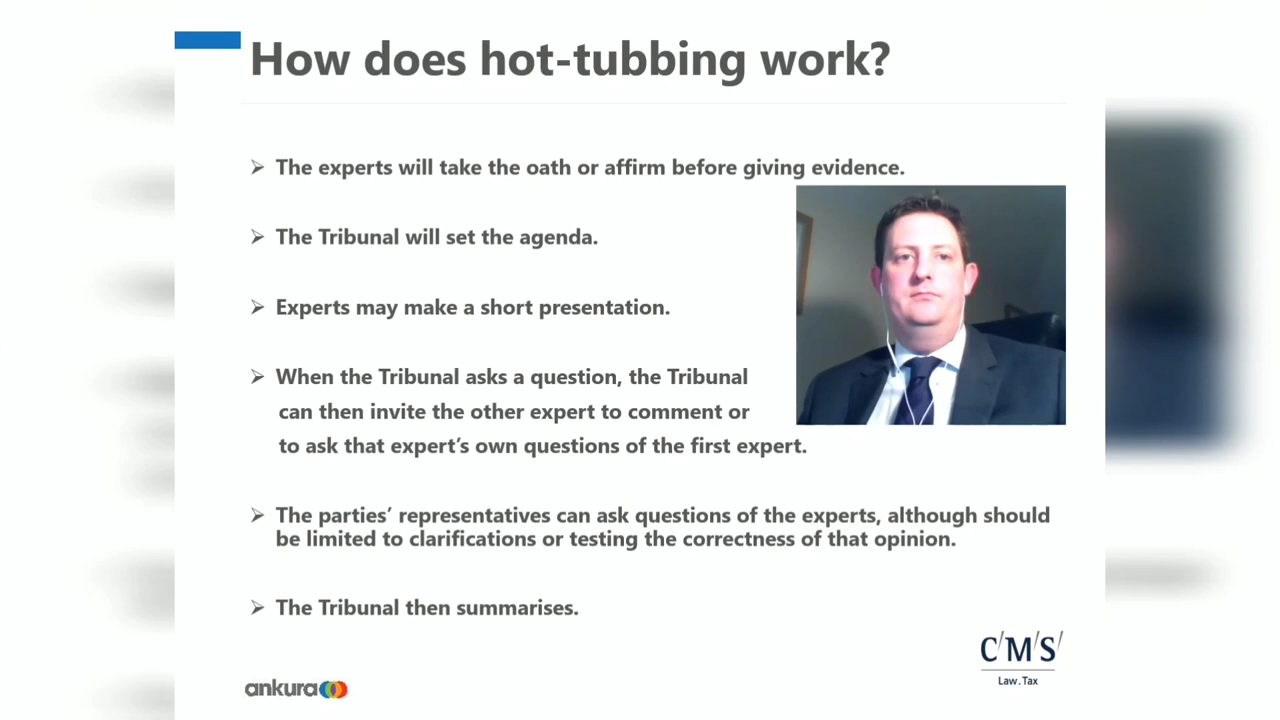 How does hot-tubbing work?
The experts will take the oath or affirm before giving evidence.
The Tribunal will set the agenda.
Experts may make a short presentation.
When the Tribunal asks a question, the Tribunal
can then invite the other expert to comment or
to ask that expert’s own questions of the first expert.
The parties’ representatives can ask questions of the experts, although should
be limited to clarifications or testing the correctness of that opinion.
The Tribunal then summarises.
C/M/S/
Law.Tax
ankura